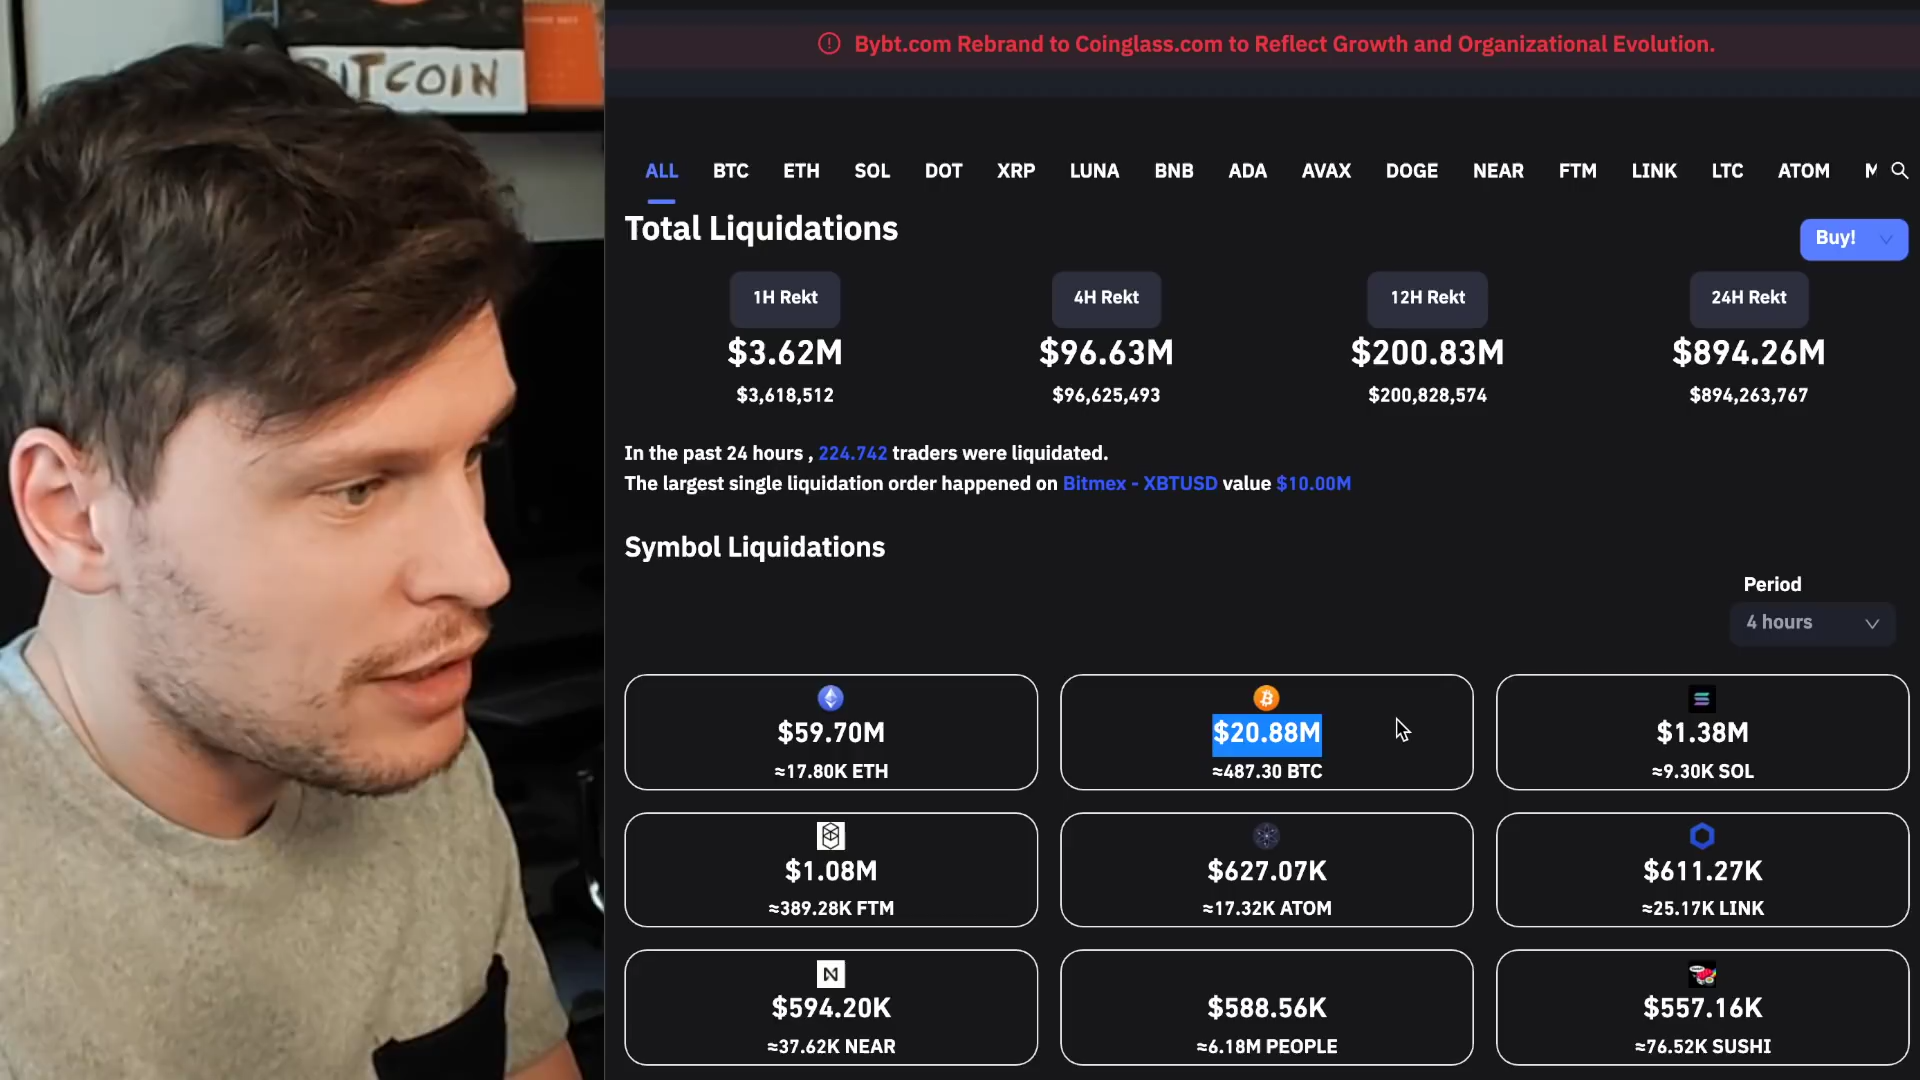 BITCOIN
Bybt.com Rebrand to Coinglass.com to Reflect Growth and Organizational Evolution.
ALL BTC ETH SOL DOT XRP LUNA BNB ADA AVAX DOGE NEAR FTM LINK LTC ATOM
Total Liquidations
Buy!
1H Rekt 4H Rekt 12H Rekt 24H Rekt
$3.62M $96.63M $200.83M $894.26M
$3,618,512 $96,625,493 $200,828,574 $894,263,767
In the past 24 hours , 224.742 traders were liquidated.
The largest single liquidation order happened on Bitmex - XBTUSD value $10.00M
Symbol Liquidations
Period
4 hours
$59.70M $20.88M $1.38M
≈17.80K ETH ≈487.30 BTC ≈9.30K SOL
$1.08M $627.07K $611.27K
≈389.28K FTM ≈17.32K ATOM ≈25.17K LINK
$594.20K $588.56K $557.16K
≈37.62K NEAR ≈6.18M PEOPLE ≈76.52K SUSHI